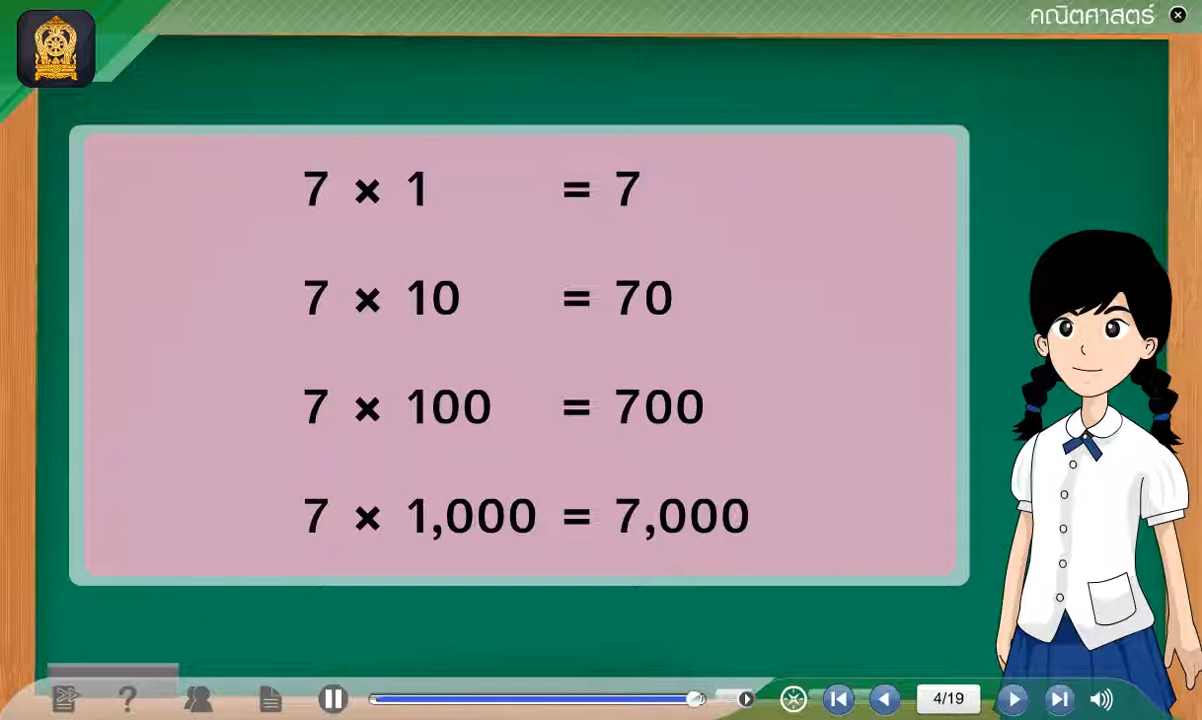 คณิตศาสตร์
7 × 1 = 7
7 × 10 = 70
7 × 100 = 700
7 × 1,000 = 7,000
?
4/19